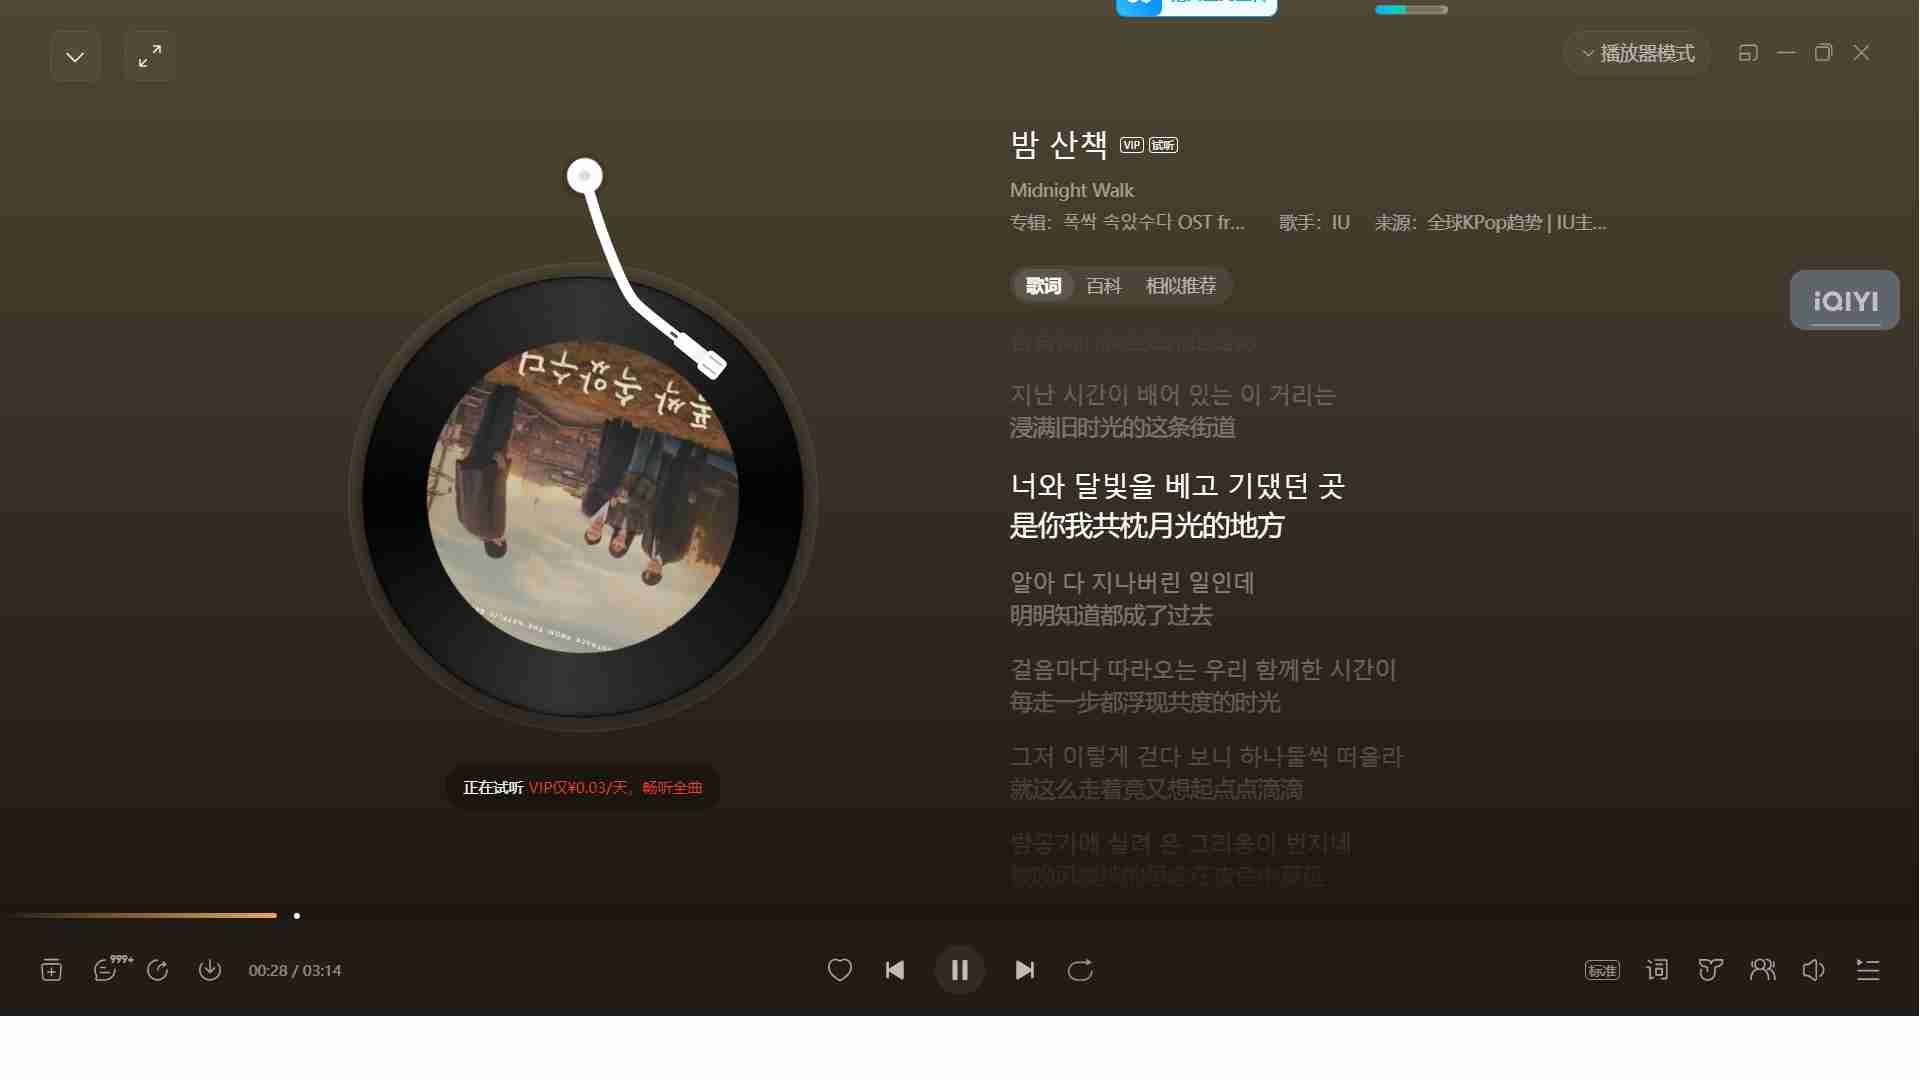 播放器模式
밤 산책 VIP 试听
Midnight Walk
专辑：폭싹 속았수다 OST fr... 歌手：IU 来源：全球KPop趋势 | IU主...
歌词 百科 相似推荐
iQIYI
지난 시간이 배어 있는 이 거리는
浸满旧时光的这条街道
너와 달빛을 베고 기댔던 곳
是你我共枕月光的地方
알아 다 지나버린 일인데
明明知道都成了过去
걸음마다 따라오는 우리 함께한 시간이
每走一步都浮现共度的时光
그저 이렇게 걷다 보니 하나둘씩 떠올라
就这么走着竟又想起点点滴滴
밤공기에 실려 온 그리움이 번지네
폭싹 속았수다
正在试听 VIP仅¥0.03/天，畅听全曲
999+
00:28 / 03:14
标准
词